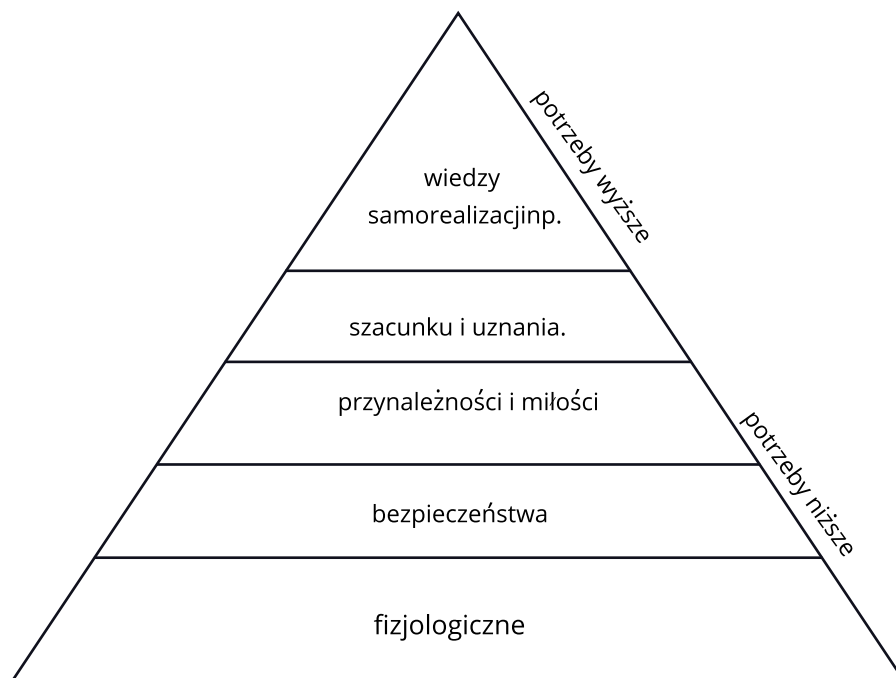 potrzeby wyższe
wiedzy
samorealizacjinp.
szacunku i uznania.
przynależności i miłości
potrzeby niższe
bezpieczeństwa
fizjologiczne